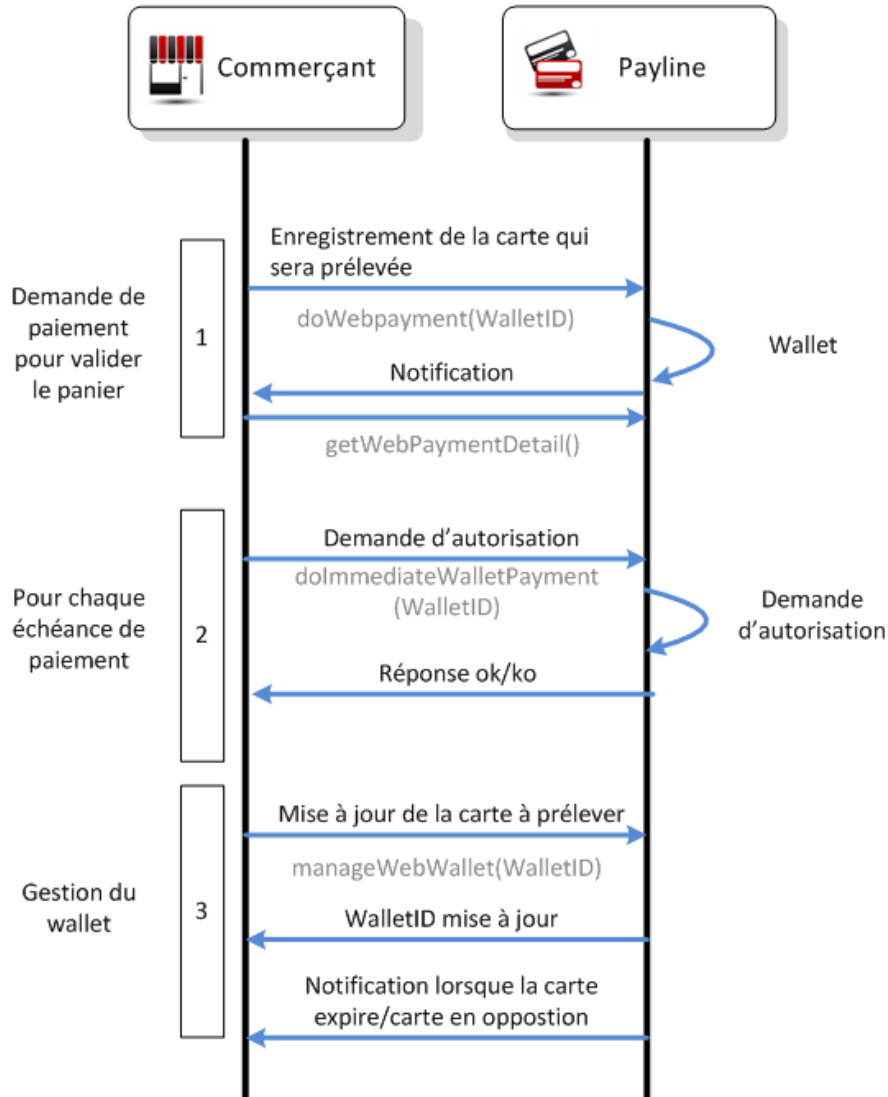 Commerçant
Payline
Demande de
paiement
pour valider
le panier
1
Enregistrement de la carte qui
sera prélevée
doWebpayment(WalletID)
Wallet
Notification
getWebPaymentDetail()
Pour chaque
échéance de
paiement
2
Demande d'autorisation
doImmediateWalletPayment
(WalletID)
Demande
d'autorisation
Réponse ok/ko
Gestion du
wallet
3
Mise à jour de la carte à prélever
manageWebWallet(WalletID)
WalletID mise à jour
Notification lorsque la carte
expire/carte en oppostion